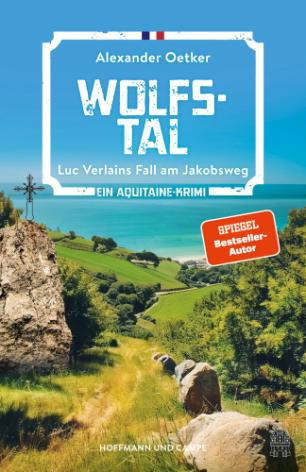 Alexander Oetker
WOLFS-
TAL
Luc Verlains Fall am Jakobsweg
EIN AQUITAINE-KRIMI
SPIEGEL
Bestseller-
Autor
HOFFMANN UND CAMPE